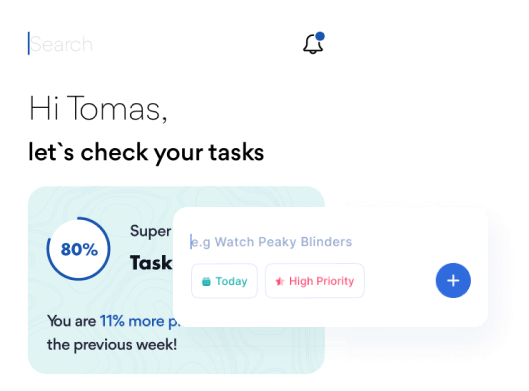 Search
Hi Tomas,
let`s check your tasks
80%
Super
Task
You are 11% more
the previous week!
e.g Watch Peaky Blinders
Today
High Priority